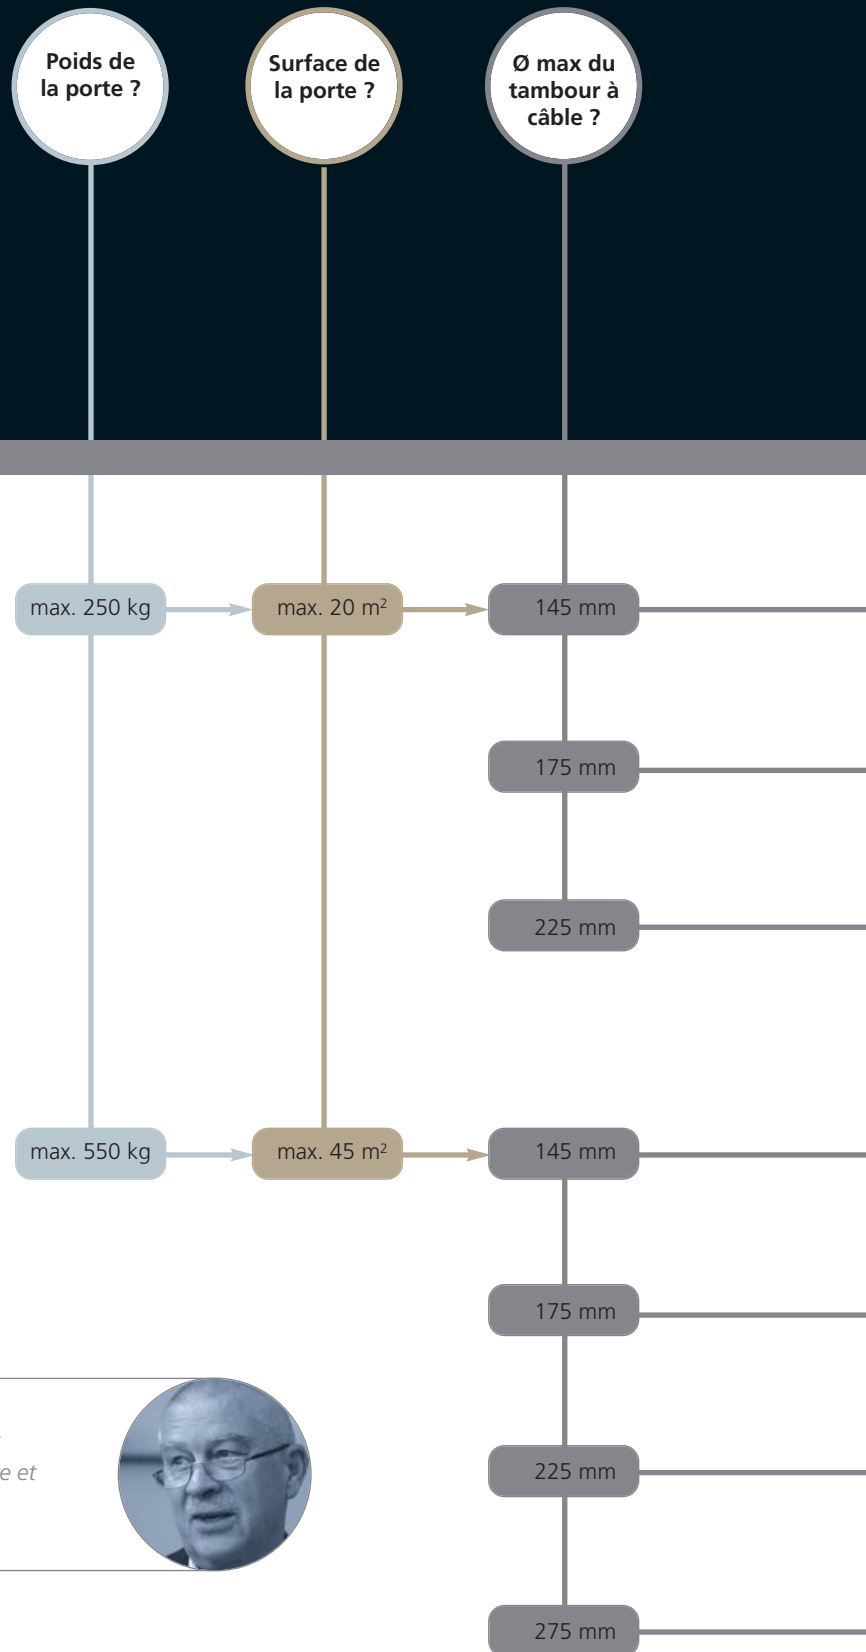 Poids de
la porte ?
Surface de
la porte ?
Ø max du
tambour à
câble ?
max. 250 kg
max. 20 m²
145 mm
175 mm
225 mm
max. 550 kg
max. 45 m²
145 mm
175 mm
et
225 mm
275 mm